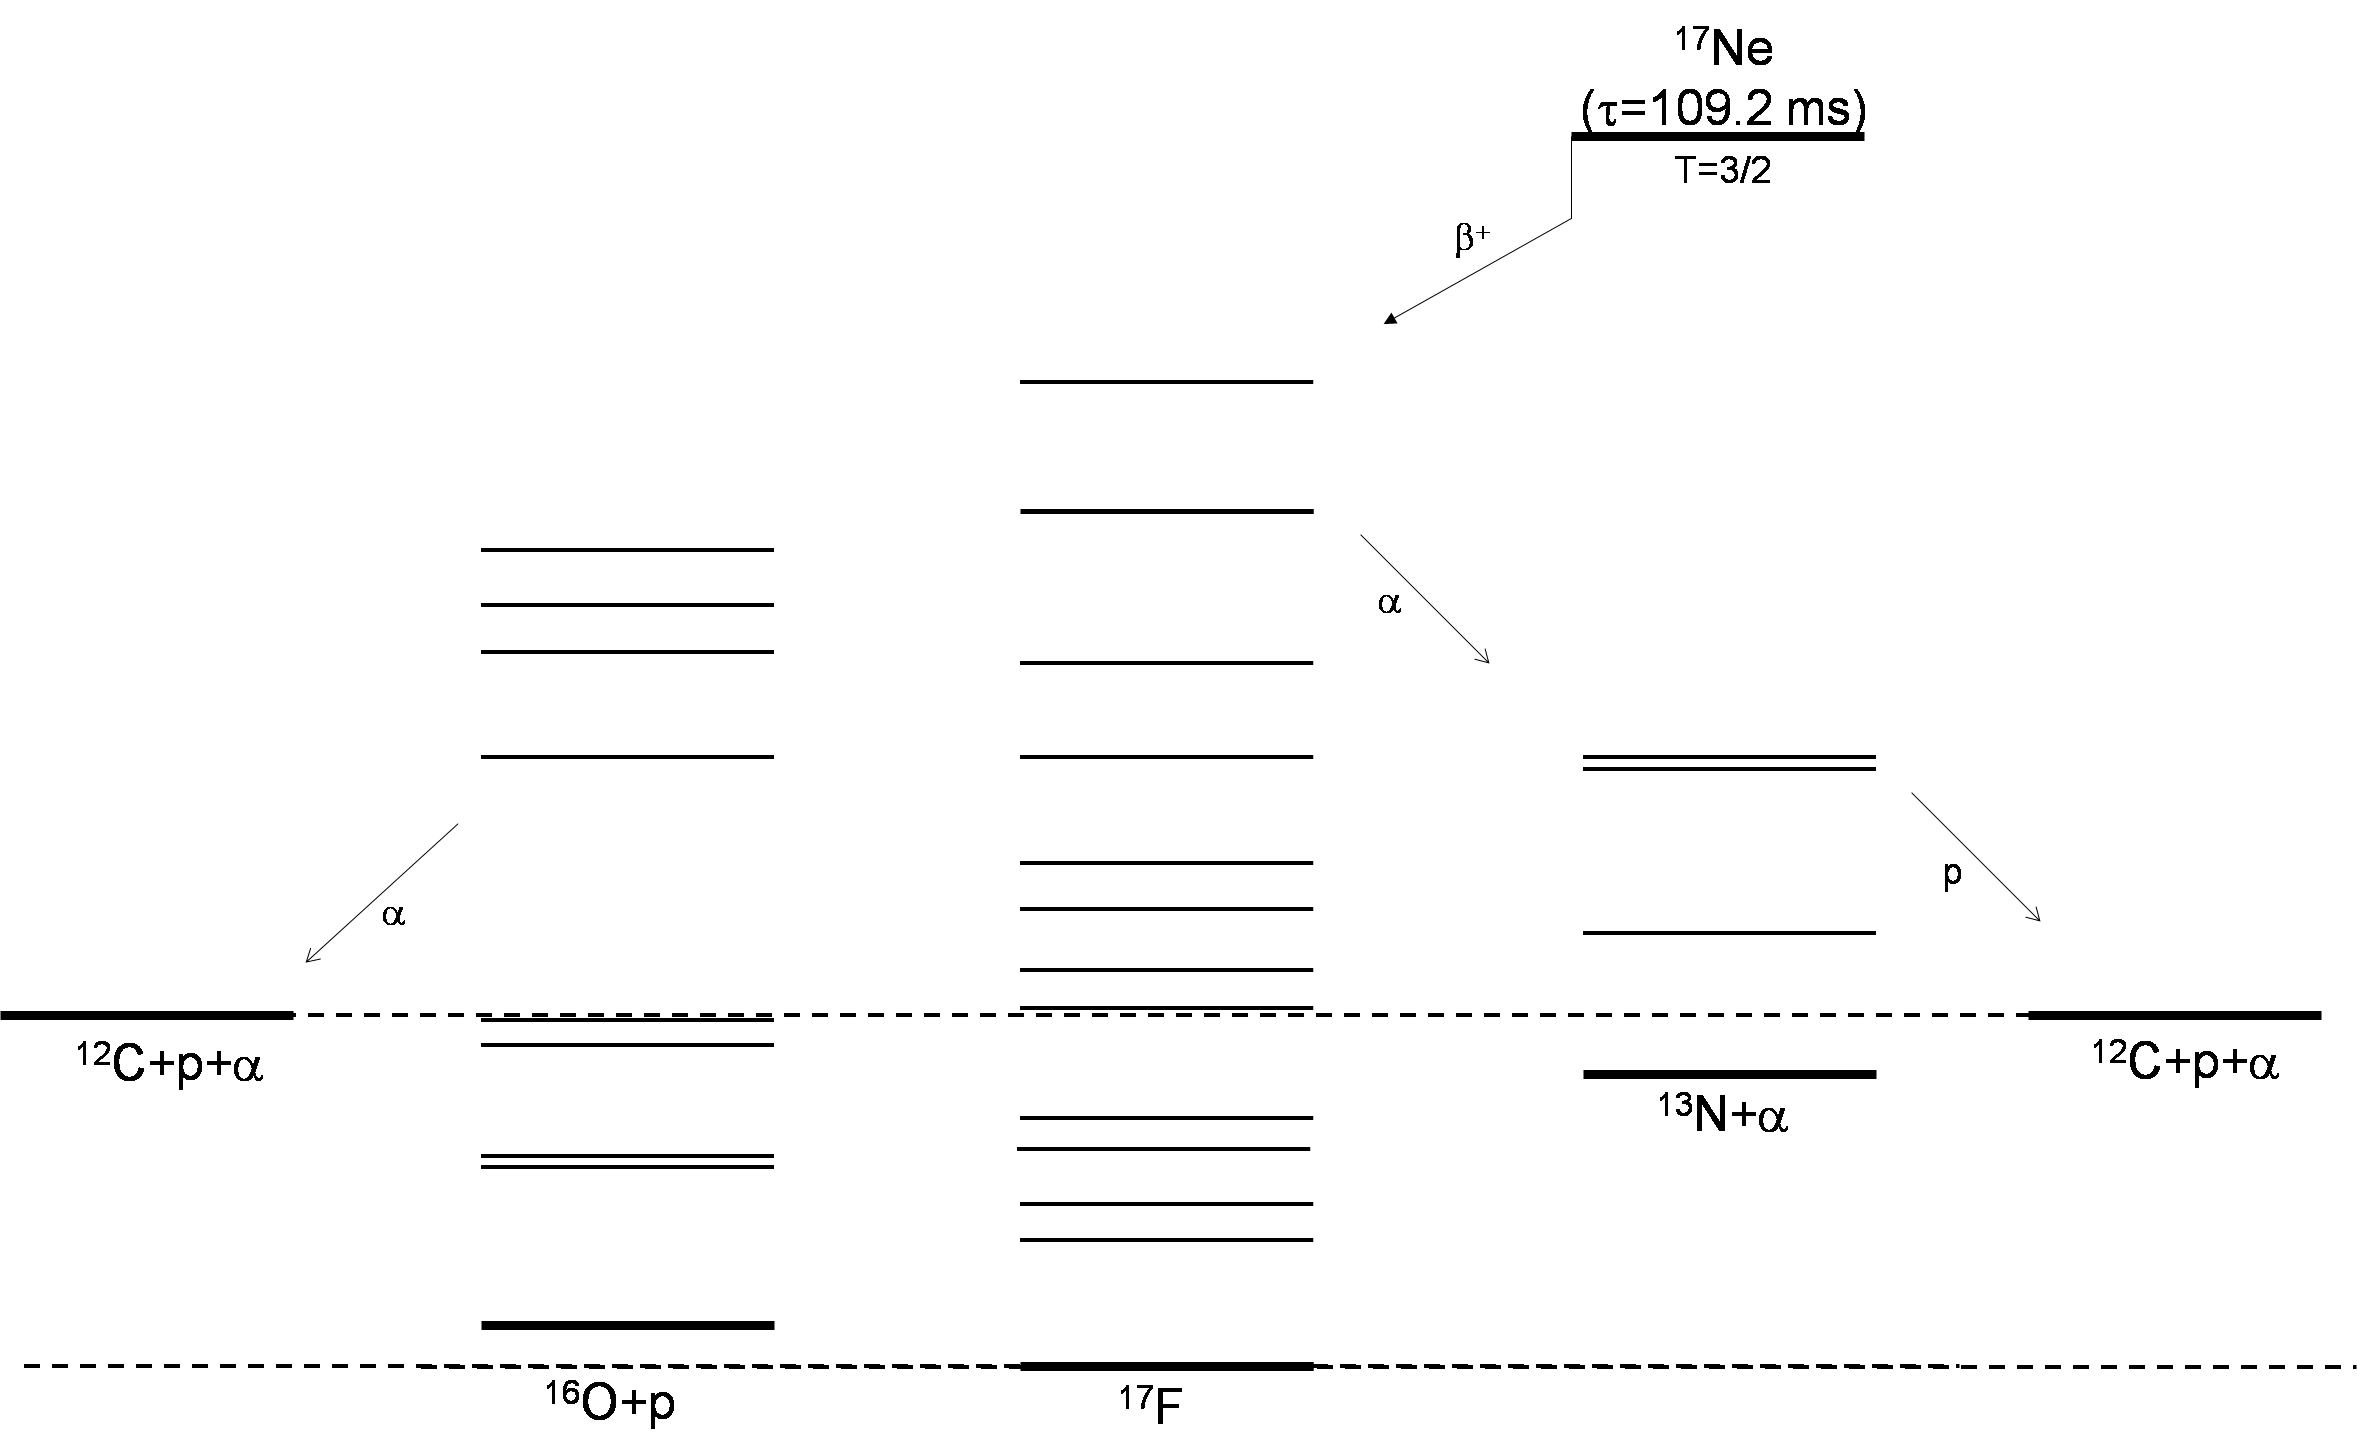 ¹⁷Ne
(τ=109.2 ms)
T=3/2
β⁺
α
α
p
¹²C+p+α
¹²C+p+α
¹³N+α
¹⁶O+p
¹⁷F